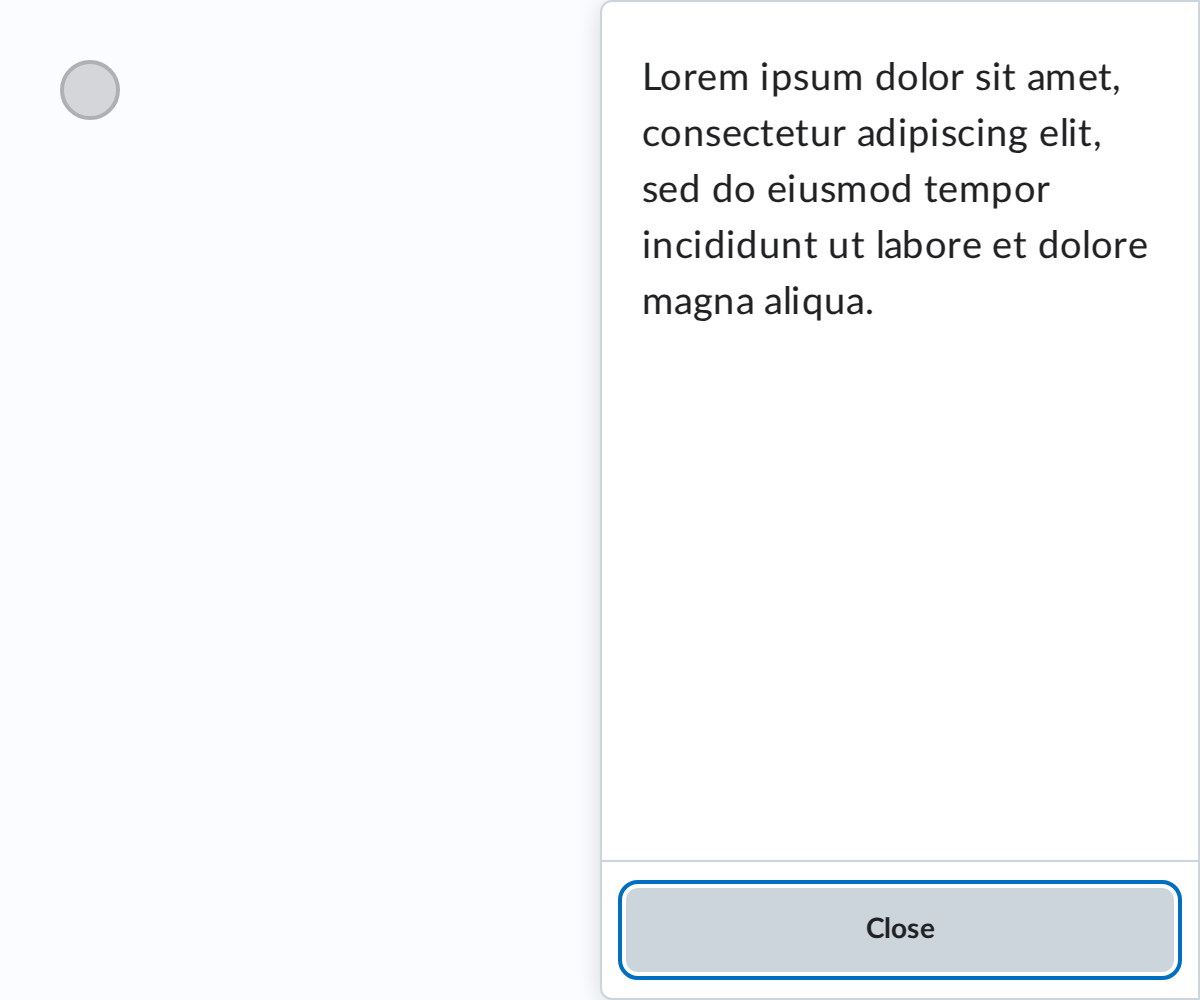 Lorem ipsum dolor sit amet,
consectetur adipiscing elit,
sed do eiusmod tempor
incididunt ut labore et dolore
magna aliqua.
Close